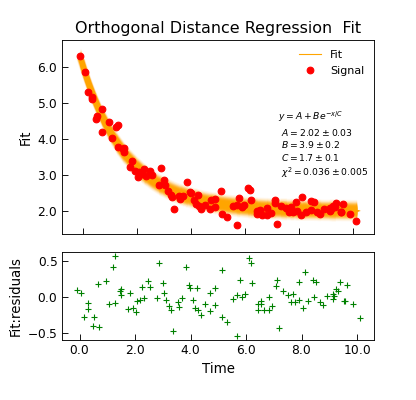 Orthogonal Distance Regression  Fit
Fit
Signal
y = A + Be^{-x/C}
A = 2.02 ± 0.03
B = 3.9 ± 0.2
C = 1.7 ± 0.1
χ² = 0.036 ± 0.005
6.0
5.0
4.0
3.0
2.0
Fit
0.5
0.0
−0.5
Fit:residuals
0.0 2.0 4.0 6.0 8.0 10.0
Time